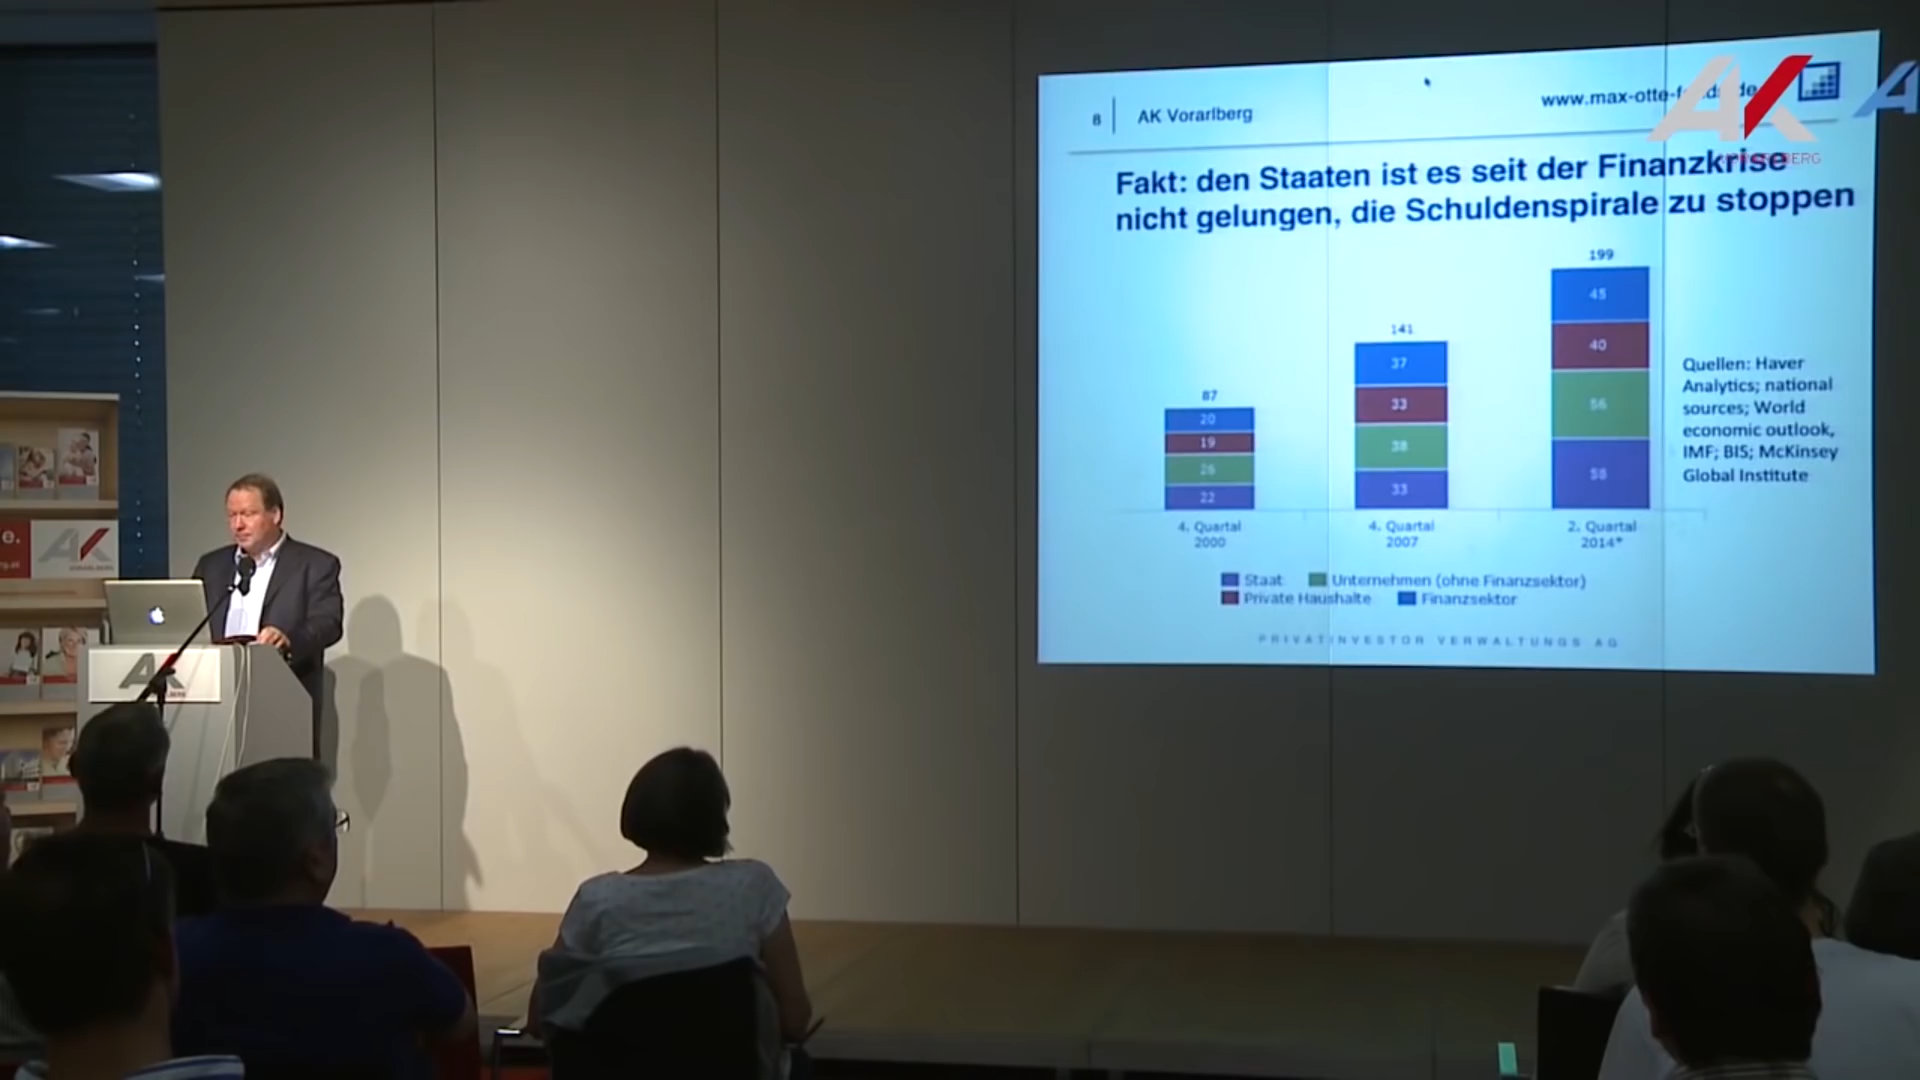 8
AK Vorarlberg
Fakt: den Staaten ist es seit der Finanzkrise
nicht gelungen, die Schuldenspirale zu stoppen
87
20
19
26
22
4. Quartal
2000
141
37
33
38
33
4. Quartal
2007
199
45
40
56
58
2. Quartal
2014*
Quellen: Haver
Analytics; national
sources; World
economic outlook,
IMF; BIS; McKinsey
Global Institute
Staat
Unternehmen (ohne Finanzsektor)
Private Haushalte
Finanzsektor
PRIVATINVESTOR VERWALTUNGS AG
AK
e.
AK
AK